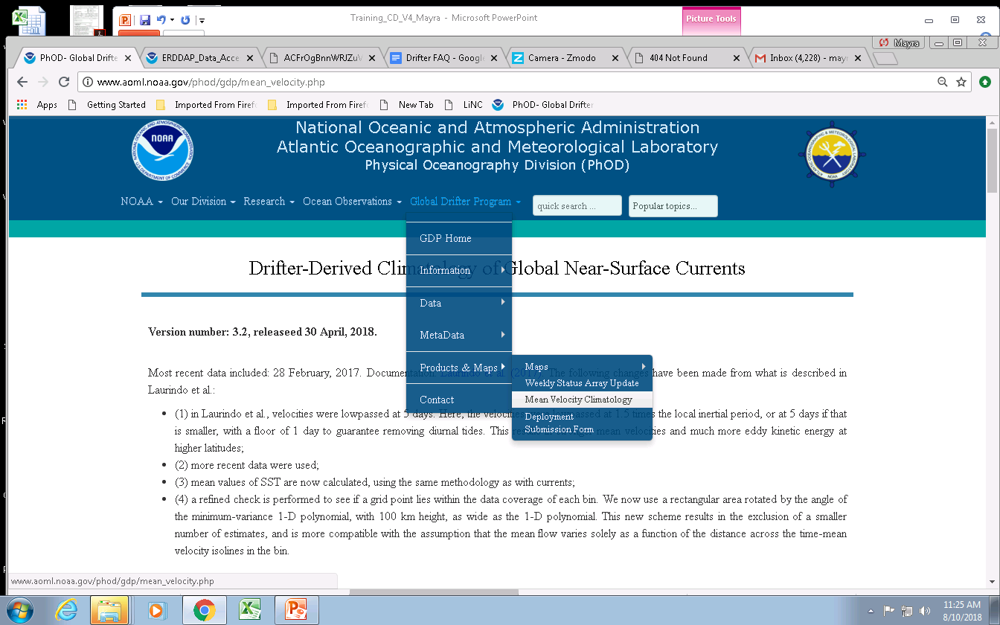 Training_CD_V4_Mayra - Microsoft PowerPoint
Picture Tools
Mayra
PhOD- Global Drifte
ERDDAP_Data_Acce
ACFrOgBnnWRJZu
Drifter FAQ - Google
Camera - Zmodo
404 Not Found
Inbox (4,228) - may
www.aoml.noaa.gov/phod/gdp/mean_velocity.php
Apps
Getting Started
Imported From Firef
Imported From Firef
New Tab
LiNC
PhOD- Global Drifter
NOAA
National Oceanic and Atmospheric Administration
Atlantic Oceanographic and Meteorological Laboratory
Physical Oceanography Division (PhOD)
NOAA
Our Division
Research
Ocean Observations
Global Drifter Program
quick search ...
Popular topics...
GDP Home
Information
Data
MetaData
Products & Maps
Contact
Maps
Weekly Status Array Update
Mean Velocity Climatology
Deployment
Submission Form
Drifter-Derived Climatology of Global Near-Surface Currents
Version number: 3.2, releaseed 30 April, 2018.
Most recent data included: 28 February, 2017. Documentation: Laurindo et al. (2017). The following changes have been made from what is described in
Laurindo et al.:
(1) in Laurindo et al., velocities were lowpassed at 5 days. Here, the velocities are lowpassed at 1.5 times the local inertial period, or at 5 days if that
is smaller, with a floor of 1 day to guarantee removing diurnal tides. This mean velocities and much more eddy kinetic energy at
higher latitudes;
(2) more recent data were used;
(3) mean values of SST are now calculated, using the same methodology as with currents;
(4) a refined check is performed to see if a grid point lies within the data coverage of each bin. We now use a rectangular area rotated by the angle of
the minimum-variance 1-D polynomial, with 100 km height, as wide as the 1-D polynomial. This new scheme results in the exclusion of a smaller
number of estimates, and is more compatible with the assumption that the mean flow varies solely as a function of the distance across the time-mean
velocity isolines in the bin.
www.aoml.noaa.gov/phod/gdp/mean_velocity.php
11:25 AM
8/10/2018